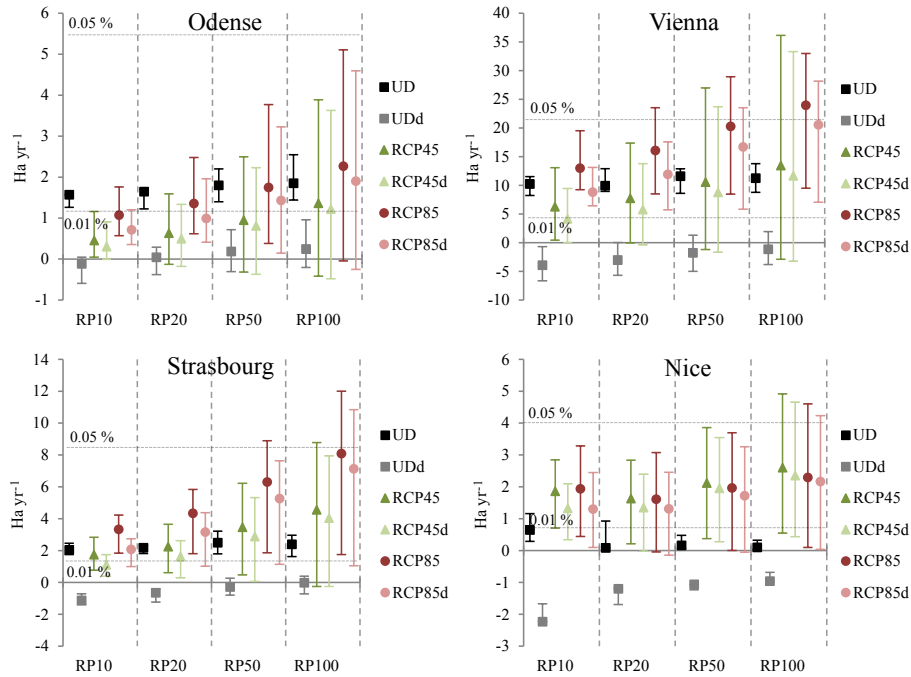 Odense
6
5
4
3
2
1
0
-1
Ha yr⁻¹
0.05 %
0.01 %
RP10 RP20 RP50 RP100
UD
UDd
RCP45
RCP45d
RCP85
RCP85d
Vienna
40
35
30
25
20
15
10
5
0
-5
-10
Ha yr⁻¹
0.05 %
0.01 %
RP10 RP20 RP50 RP100
UD
UDd
RCP45
RCP45d
RCP85
RCP85d
Strasbourg
14
12
10
8
6
4
2
0
-2
-4
Ha yr⁻¹
0.05 %
0.01 %
RP10 RP20 RP50 RP100
UD
UDd
RCP45
RCP45d
RCP85
RCP85d
Nice
6
5
4
3
2
1
0
-1
-2
-3
Ha yr⁻¹
0.05 %
0.01 %
RP10 RP20 RP50 RP100
UD
UDd
RCP45
RCP45d
RCP85
RCP85d